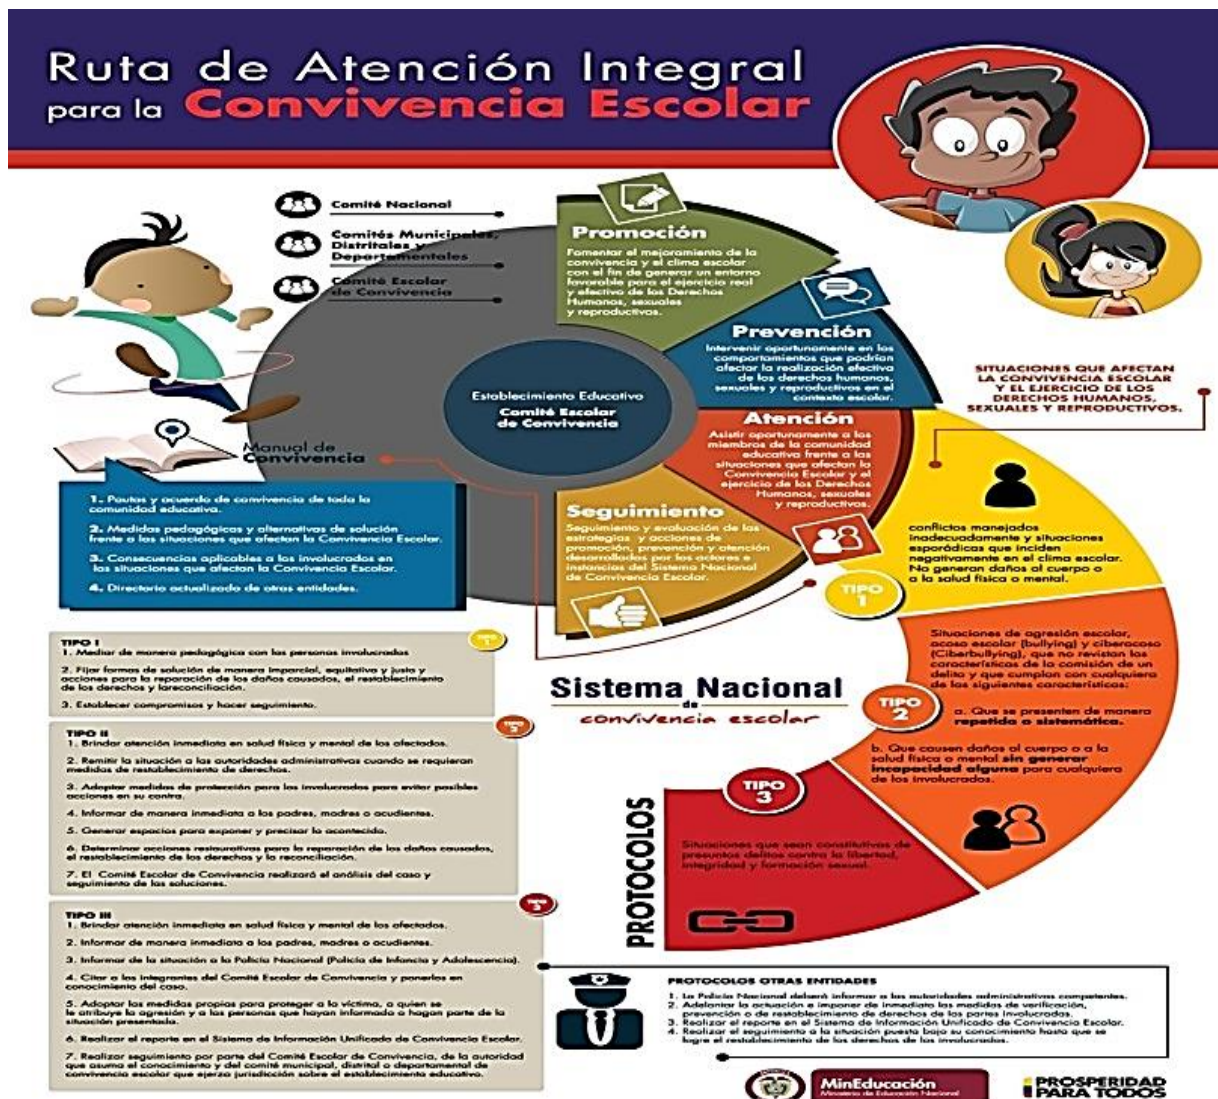 Ruta de Atención Integral
para la Convivencia Escolar
Comité Nacional
Comités Municipales,
Distritales y
Departamentales
Comité Escolar
de Convivencia
Promoción
Fomentar el mejoramiento de la
convivencia y el clima escolar
con el fin de generar un entorno
favorable para el ejercicio real
y efectivo de los Derechos
Humanos, sexuales
y reproductivos.
Prevención
Intervenir oportunamente en los
comportamientos que podrían
afectar la realización efectiva
de los derechos humanos,
sexuales y reproductivos en el
contexto escolar.
SITUACIONES QUE AFECTAN
LA CONVIVENCIA ESCOLAR
Y EL EJERCICIO DE LOS
DERECHOS HUMANOS,
SEXUALES Y REPRODUCTIVOS.
Establecimiento Educativo
Comité Escolar
de Convivencia
Atención
Asistir oportunamente a los
miembros de la comunidad
educativa frente a las
situaciones que afectan la
Convivencia Escolar y el
ejercicio de los Derechos
Humanos, sexuales
y reproductivos.
Manual de
Convivencia
1. Pautas y acuerdo de convivencia de toda la
comunidad educativa.
2. Medidas pedagógicas y alternativas de solución
frente a las situaciones que afectan la Convivencia Escolar.
3. Consecuencias aplicables a los involucrados en
las situaciones que afectan la Convivencia Escolar.
4. Directorio actualizado de otras entidades.
Seguimiento
Seguimiento y evaluación de las
estrategias y acciones de
promoción, prevención y atención
desarrollados por los actores e
instancias del Sistema Nacional
de Convivencia Escolar.
conflictos manejados
inadecuadamente y situaciones
esporádicas que inciden
negativamente en el clima escolar.
No generan daños al cuerpo o
a la salud física o mental.
TIPO
1
Situaciones de agresión escolar,
acoso escolar (bullying) y ciberacoso
(Ciberbullying), que no revistan las
características de la comisión de un
delito y que cumplan con cualquiera
de las siguientes características:
a. Que se presenten de manera
repetida o sistemática.
b. Que causen daños al cuerpo o a la
salud física o mental sin generar
incapacidad alguna para cualquiera
de los involucrados.
TIPO
2
Sistema Nacional
de
convivencia escolar
TIPO
3
Situaciones que sean constitutivas de
presuntos delitos contra la libertad,
integridad y formación sexual.
PROTOCOLOS
TIPO I
TIPO
1
1. Mediar de manera pedagógica con las personas involucradas
2. Fijar formas de solución de manera imparcial, equitativa y justa y
acciones para la reparación de los daños causados, el restablecimiento
de los derechos y lareconciliación.
3. Establecer compromisos y hacer seguimiento.
TIPO II
TIPO
2
1. Brindar atención inmediata en salud física y mental de los afectados.
2. Remitir la situación a las autoridades administrativas cuando se requieran
medidas de restablecimiento de derechos.
3. Adoptar medidas de protección para los involucrados para evitar posibles
acciones en su contra.
4. Informar de manera inmediata a los padres, madres o acudientes.
5. Generar espacios para exponer y precisar lo acontecido.
6. Determinar acciones restaurativas para la reparación de los daños causados,
el restablecimiento de los derechos y la reconciliación.
7. El Comité Escolar de Convivencia realizará el análisis del caso y
seguimiento de las soluciones.
TIPO III
TIPO
3
1. Brindar atención inmediata en salud física y mental de los afectados.
2. Informar de manera inmediata a los padres, madres o acudientes.
3. Informar de la situación a la Policía Nacional (Policía de Infancia y Adolescencia).
4. Citar a los integrantes del Comité Escolar de Convivencia y ponerlos en
conocimiento del caso.
5. Adoptar las medidas propias para proteger a la víctima, a quien se
le atribuye la agresión y a las personas que hayan informado o hagan parte de la
situación presentada.
6. Realizar el reporte en el Sistema de Información Unificado de Convivencia Escolar.
7. Realizar seguimiento por parte del Comité Escolar de Convivencia, de la autoridad
que asuma el conocimiento y del comité municipal, distrital o departamental de
convivencia escolar que ejerza jurisdicción sobre el establecimiento educativo.
PROTOCOLOS OTRAS ENTIDADES
1. La Policía Nacional deberá informar a las autoridades administrativas competentes.
2. Adelantar la actuación e imponer de inmediato las medidas de verificación,
prevención o de restablecimiento de derechos de las partes involucradas.
3. Realizar el reporte en el Sistema de Información Unificado de Convivencia Escolar.
4. Realizar el seguimiento a la situación puesta bajo su conocimiento hasta que se
logre el restablecimiento de los derechos de los involucrados.
MinEducación
Ministerio de Educación Nacional
PROSPERIDAD
PARA TODOS